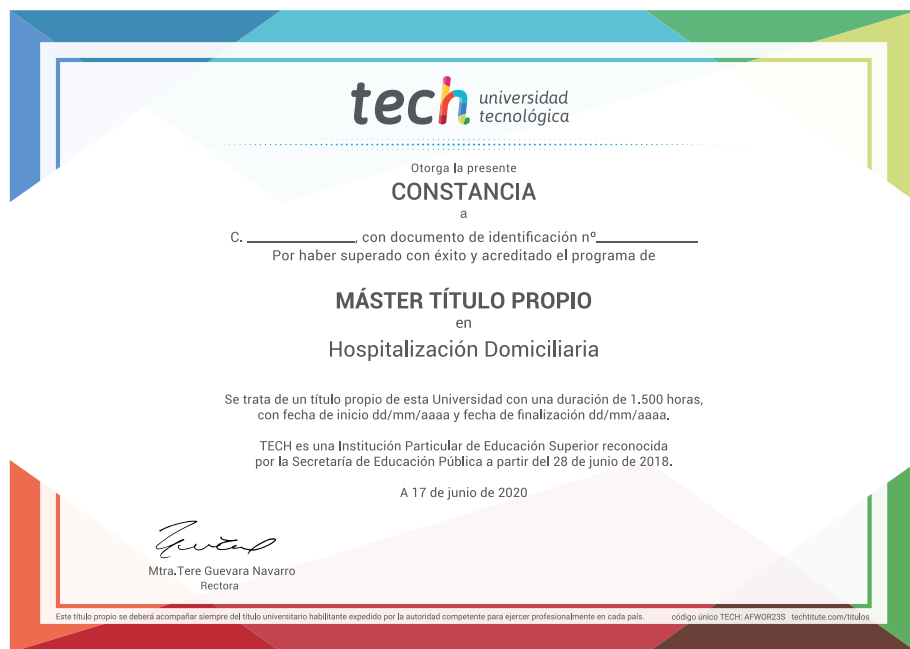 tech universidad
tecnológica
Otorga la presente
CONSTANCIA
a
C. ____________, con documento de identificación nº____________
Por haber superado con éxito y acreditado el programa de
MÁSTER TÍTULO PROPIO
en
Hospitalización Domiciliaria
Se trata de un título propio de esta Universidad con una duración de 1.500 horas,
con fecha de inicio dd/mm/aaaa y fecha de finalización dd/mm/aaaa.
TECH es una Institución Particular de Educación Superior reconocida
por la Secretaría de Educación Pública a partir del 28 de junio de 2018.
A 17 de junio de 2020
Mtra.Tere Guevara Navarro
Rectora
Este título propio se deberá acompañar siempre del título universitario habilitante expedido por la autoridad competente para ejercer profesionalmente en cada país. código único TECH: AFWOR23S techtitute.com/titulos